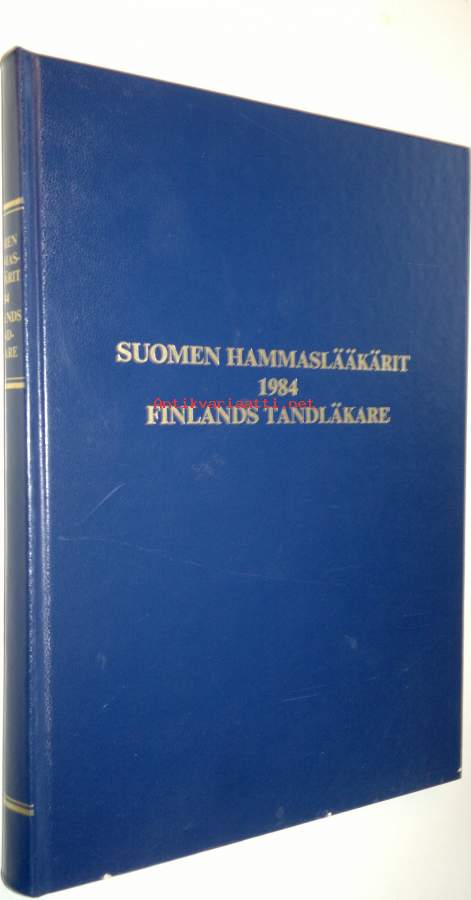 SUOMEN HAMMASLÄÄKÄRIT
1984
FINLANDS TANDLÄKARE
Antikvariaatti.net